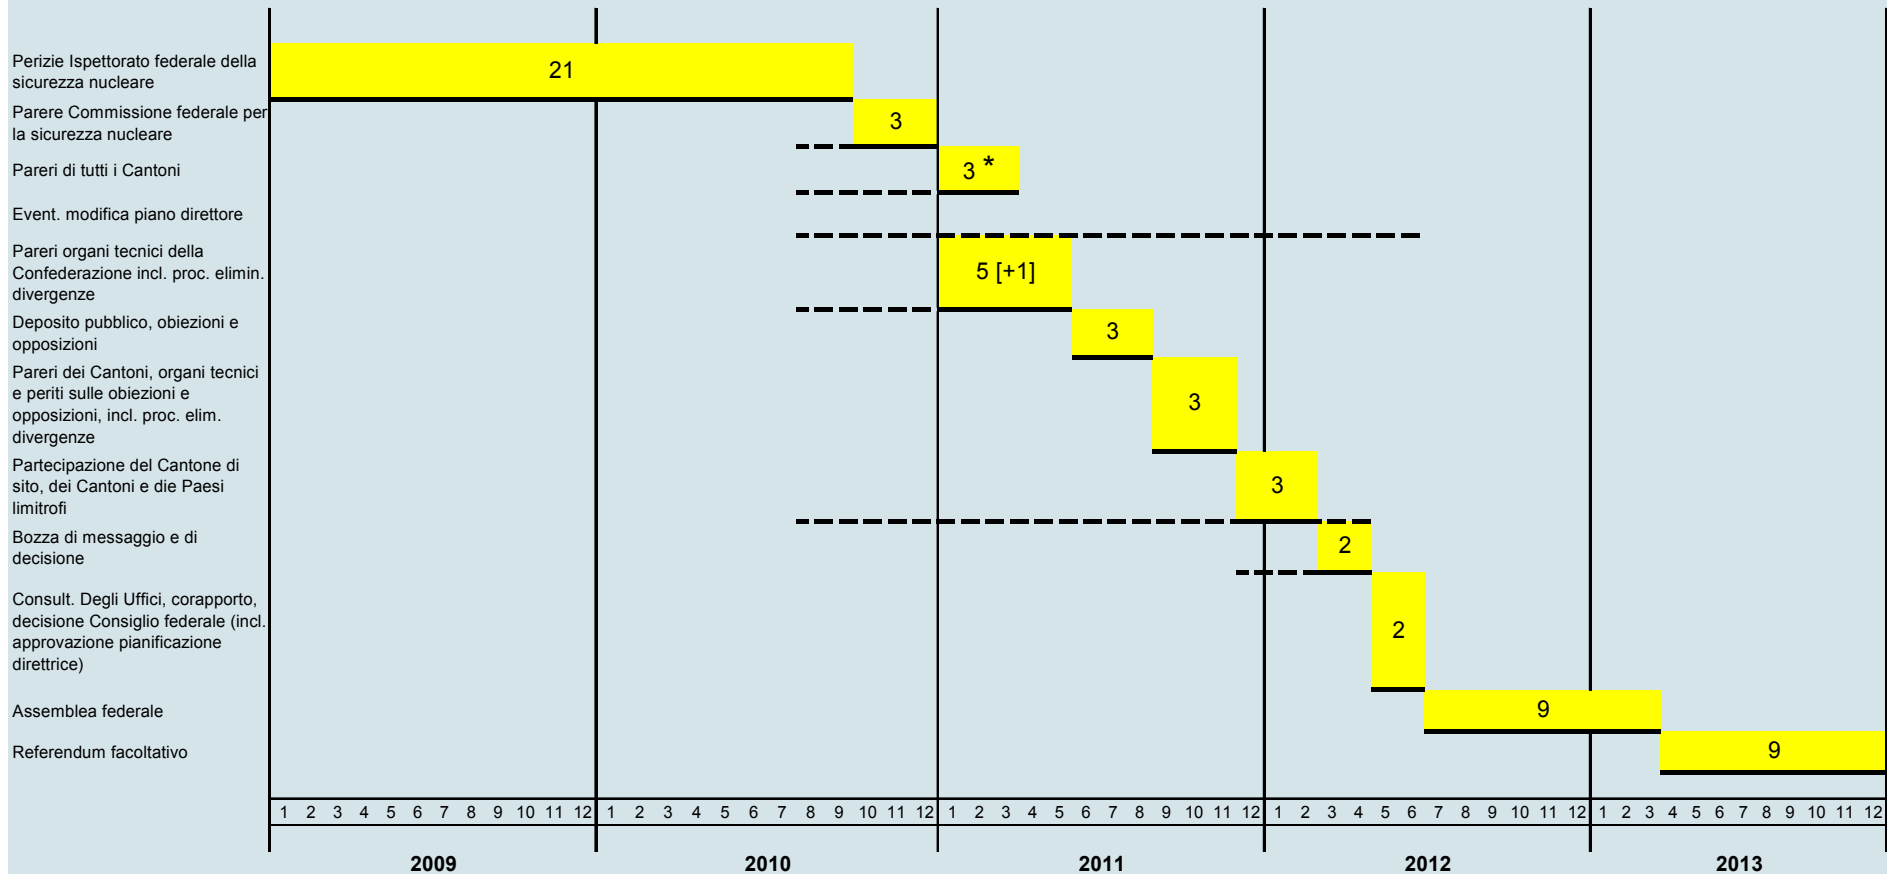 Perizie Ispettorato federale della
sicurezza nucleare
21
Parere Commissione federale per
la sicurezza nucleare
3
Pareri di tutti i Cantoni
3 *
Event. modifica piano direttore
Pareri organi tecnici della
Confederazione incl. proc. elimin.
divergenze
5 [+1]
Deposito pubblico, obiezioni e
opposizioni
3
Pareri dei Cantoni, organi tecnici
e periti sulle obiezioni e
opposizioni, incl. proc. elim.
divergenze
3
Partecipazione del Cantone di
sito, dei Cantoni e die Paesi
limitrofi
3
Bozza di messaggio e di
decisione
2
Consult. Degli Uffici, corapporto,
decisione Consiglio federale (incl.
approvazione pianificazione
direttrice)
2
Assemblea federale
9
Referendum facoltativo
9
1 2 3 4 5 6 7 8 9 10 11 12 1 2 3 4 5 6 7 8 9 10 11 12 1 2 3 4 5 6 7 8 9 10 11 12 1 2 3 4 5 6 7 8 9 10 11 12 1 2 3 4 5 6 7 8 9 10 11 12
2009 2010 2011 2012 2013